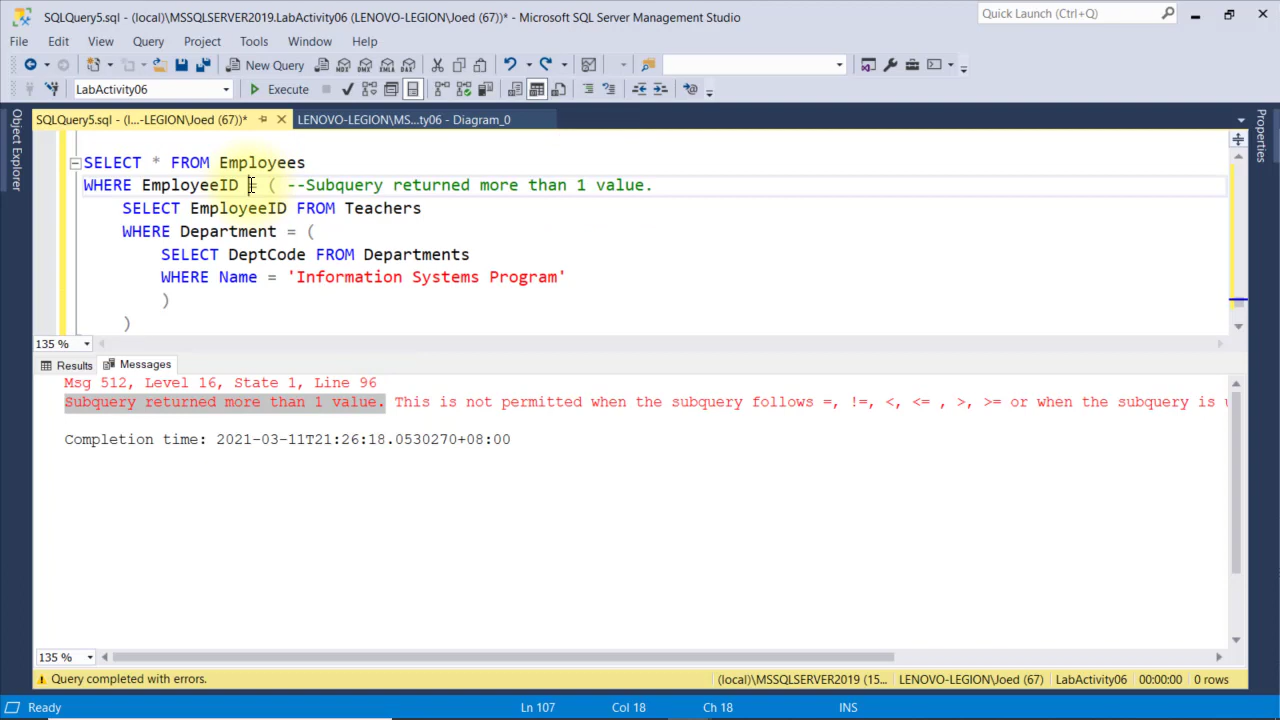 SQLQuery5.sql - (local)\MSSQLSERVER2019.LabActivity06 (LENOVO-LEGION\Joed (67))* - Microsoft SQL Server Management Studio
Quick Launch (Ctrl+Q)
File Edit View Query Project Tools Window Help
New Query
LabActivity06
Execute
SQLQuery5.sql - (l...-LEGION\Joed (67))*
LENOVO-LEGION\MS...ty06 - Diagram_0
Object Explorer
Properties
SELECT * FROM Employees
WHERE EmployeeID = ( --Subquery returned more than 1 value.
SELECT EmployeeID FROM Teachers
WHERE Department = (
SELECT DeptCode FROM Departments
WHERE Name = 'Information Systems Program'
)
)
135 %
Results
Messages
Msg 512, Level 16, State 1, Line 96
Subquery returned more than 1 value. This is not permitted when the subquery follows =, !=, <, <= , >, >= or when the subquery is
Completion time: 2021-03-11T21:26:18.0530270+08:00
135 %
Query completed with errors.
(local)\MSSQLSERVER2019 (15...
LENOVO-LEGION\Joed (67)
LabActivity06
00:00:00
0 rows
Ready
Ln 107
Col 18
Ch 18
INS